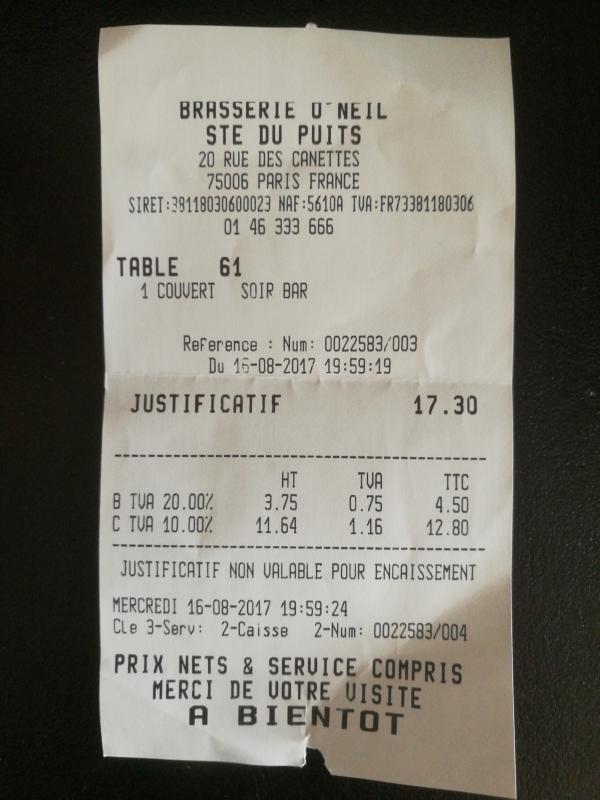 BRASSERIE O'NEIL
STE DU PUITS
20 RUE DES CANETTES
75006 PARIS FRANCE
SIRET:38118030600023 NAF:5610A TVA:FR73381180306
01 46 333 666
TABLE 61
1 COUVERT SOIR BAR
Reference : Num: 0022583/003
Du 16-08-2017 19:59:19
JUSTIFICATIF 17.30
HT TVA TTC
B TVA 20.00% 3.75 0.75 4.50
C TVA 10.00% 11.64 1.16 12.80
JUSTIFICATIF NON VALABLE POUR ENCAISSEMENT
MERCREDI 16-08-2017 19:59:24
Cle 3-Serv: 2-Caisse 2-Num: 0022583/004
PRIX NETS & SERVICE COMPRIS
MERCI DE VOTRE VISITE
A BIENTOT